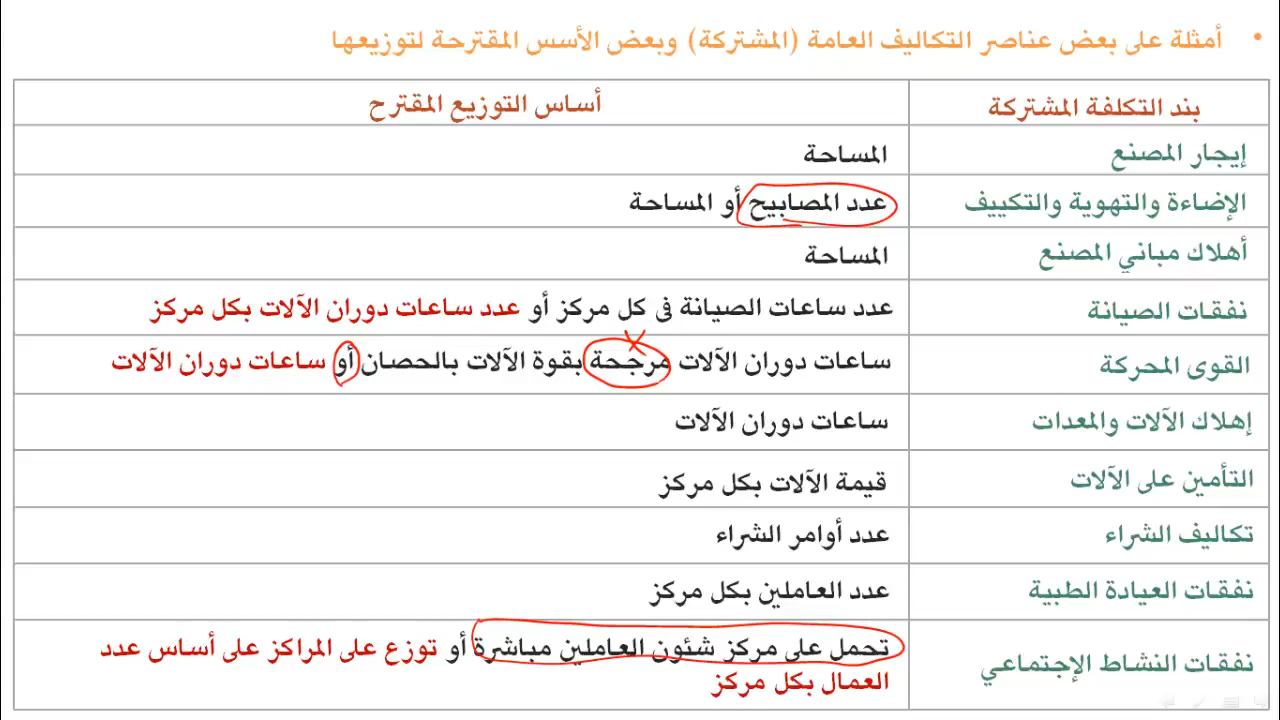 • أمثلة على بعض عناصر التكاليف العامة (المشتركة) وبعض الأسس المقترحة لتوزيعها
بند التكلفة المشتركة أساس التوزيع المقترح
إيجار المصنع المساحة
الإضاءة والتهوية والتكييف عدد المصابيح أو المساحة
أهلاك مباني المصنع المساحة
نفقات الصيانة عدد ساعات الصيانة فى كل مركز أو عدد ساعات دوران الآلات بكل مركز
القوى المحركة ساعات دوران الآلات مرجحة بقوة الآلات بالحصان أو ساعات دوران الآلات
إهلاك الآلات والمعدات ساعات دوران الآلات
التأمين على الآلات قيمة الآلات بكل مركز
تكاليف الشراء عدد أوامر الشراء
نفقات العيادة الطبية عدد العاملين بكل مركز
نفقات النشاط الإجتماعي تحمل على مركز شئون العاملين مباشرة أو توزع على المراكز على أساس عدد
العمال بكل مركز